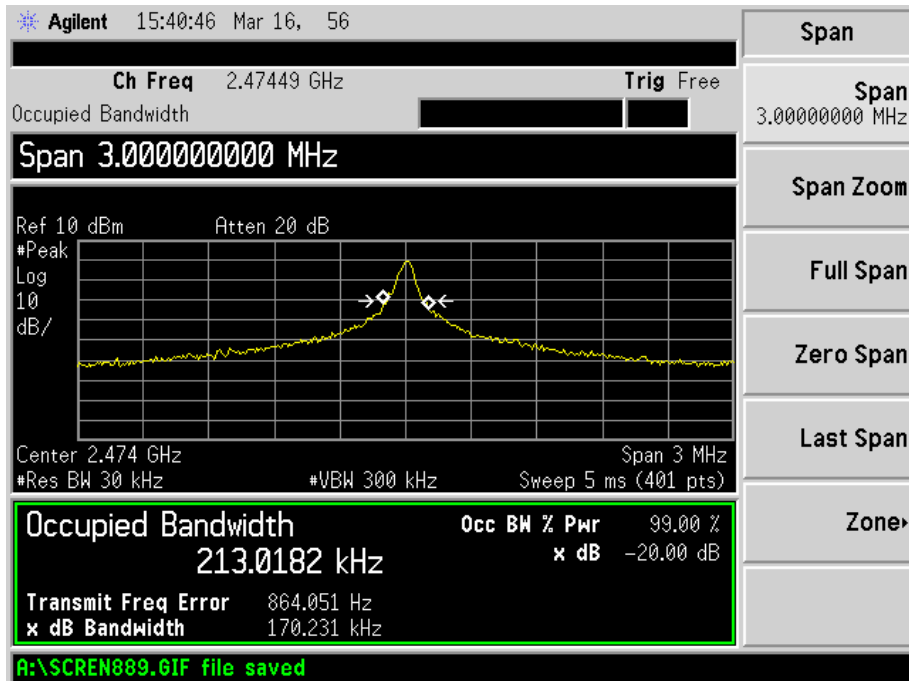 Agilent 15:40:46 Mar 16, 56
Ch Freq 2.47449 GHz Trig Free
Occupied Bandwidth
Span 3.000000000 MHz
Ref 10 dBm Atten 20 dB
#Peak
Log
10
dB/
Center 2.474 GHz Span 3 MHz
#Res BW 30 kHz #VBW 300 kHz Sweep 5 ms (401 pts)
Occupied Bandwidth Occ BW % Pwr 99.00 %
213.0182 kHz x dB -20.00 dB
Transmit Freq Error 864.051 Hz
x dB Bandwidth 170.231 kHz
A:\SCREN889.GIF file saved
Span
Span
3.00000000 MHz
Span Zoom
Full Span
Zero Span
Last Span
Zone